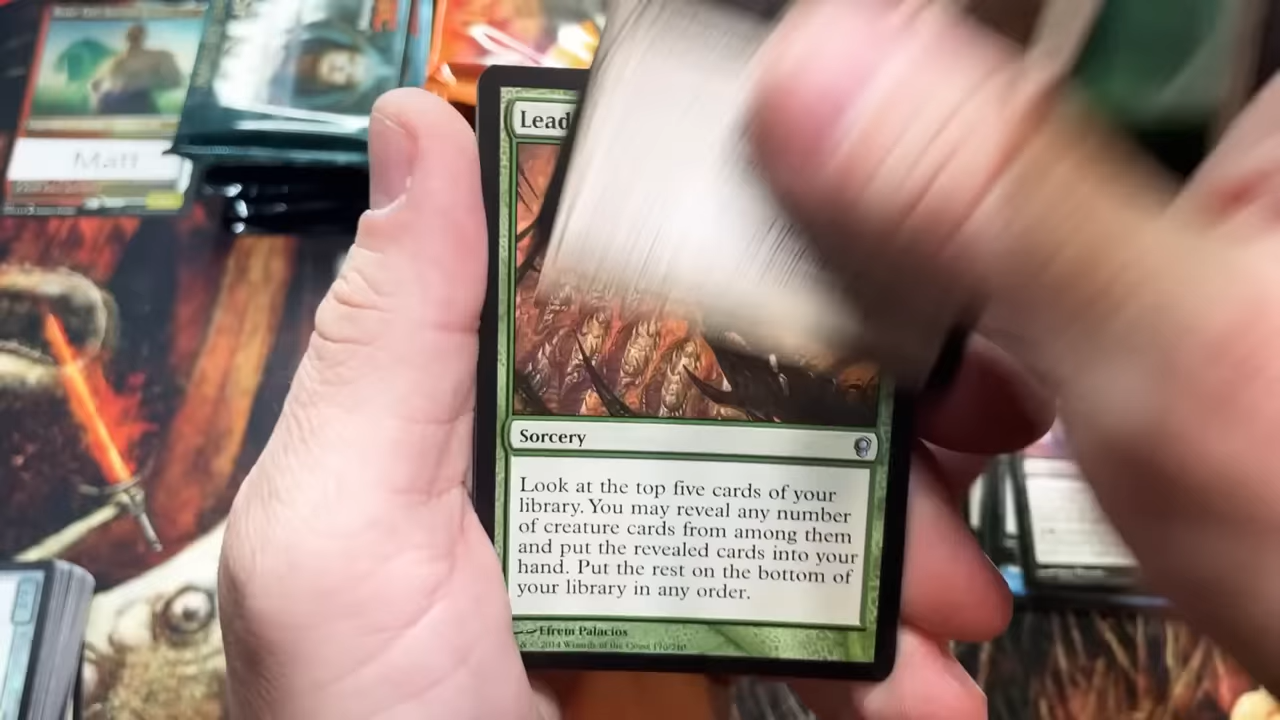 Matt
Lead
Sorcery
Look at the top five cards of your
library. You may reveal any number
of creature cards from among them
and put the revealed cards into your
hand. Put the rest on the bottom of
your library in any order.
Efrem Palacios
& © 2014 Wizards of the Coast 170/210